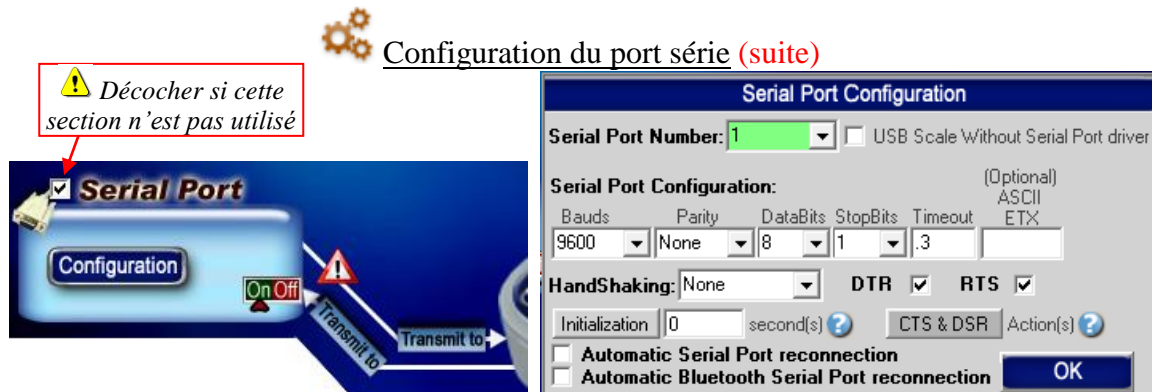 Configuration du port série (suite)
Décocher si cette
section n'est pas utilisé
Serial Port
Configuration
On Off
Transmit to
Transmit to
Serial Port Configuration
Serial Port Number: 1 USB Scale Without Serial Port driver
Serial Port Configuration:
(Optional)
ASCII
Bauds Parity DataBits StopBits Timeout ETX
9600 None 8 1 .3
HandShaking: None DTR RTS
Initialization 0 second(s) ? CTS & DSR Action(s) ?
Automatic Serial Port reconnection
Automatic Bluetooth Serial Port reconnection
OK